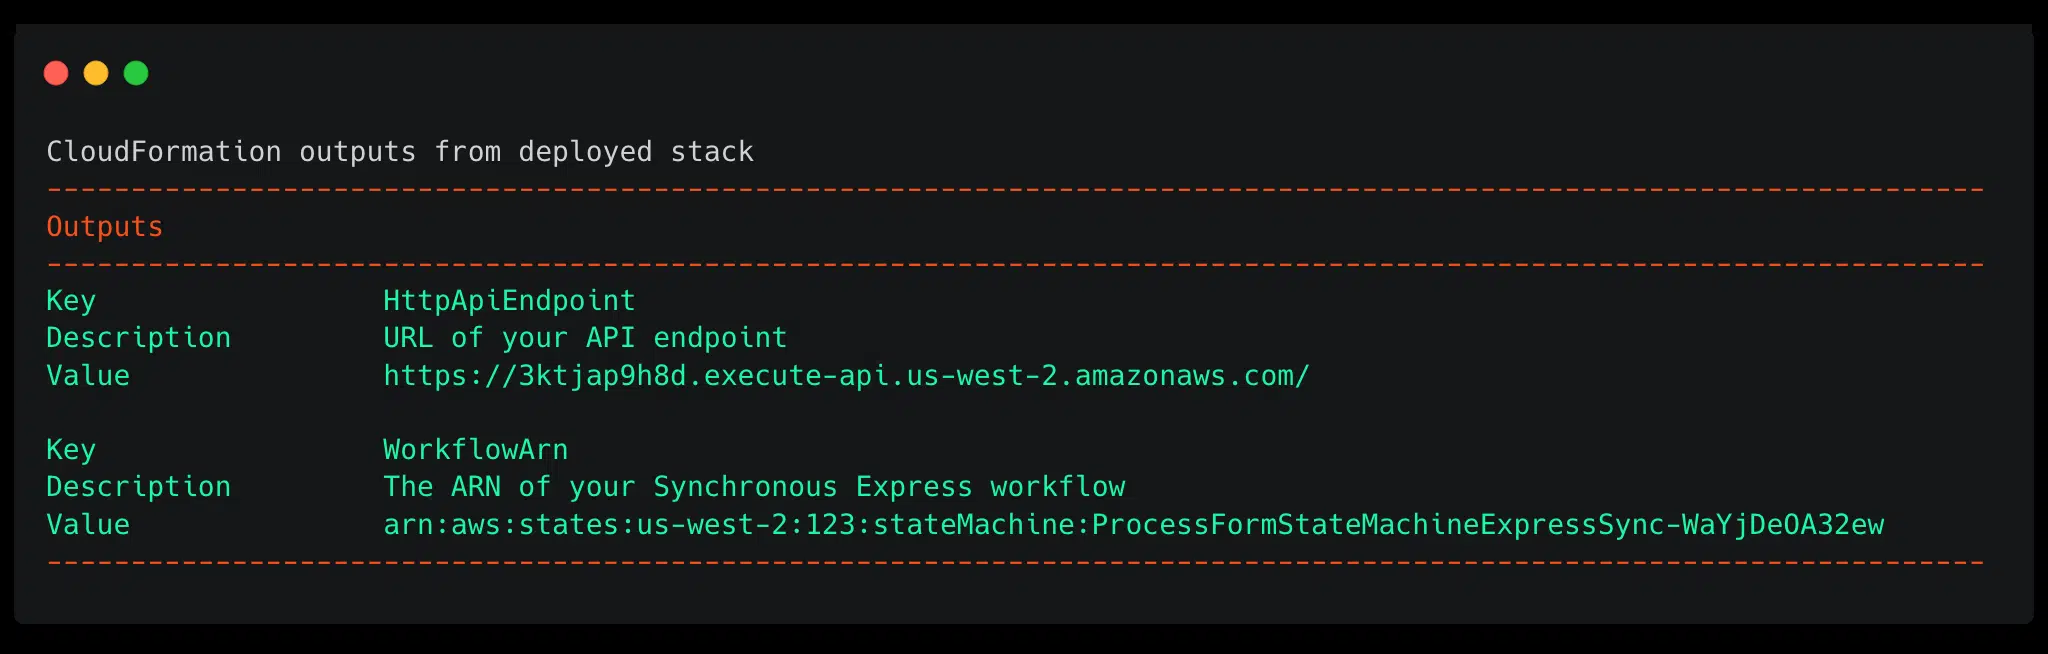 CloudFormation outputs from deployed stack
-------------------------------------------------------------------------------------------------------------------
Outputs
-------------------------------------------------------------------------------------------------------------------
Key                 HttpApiEndpoint
Description         URL of your API endpoint
Value               https://3ktjap9h8d.execute-api.us-west-2.amazonaws.com/

Key                 WorkflowArn
Description         The ARN of your Synchronous Express workflow
Value               arn:aws:states:us-west-2:123:stateMachine:ProcessFormStateMachineExpressSync-WaYjDeOA32ew
-------------------------------------------------------------------------------------------------------------------